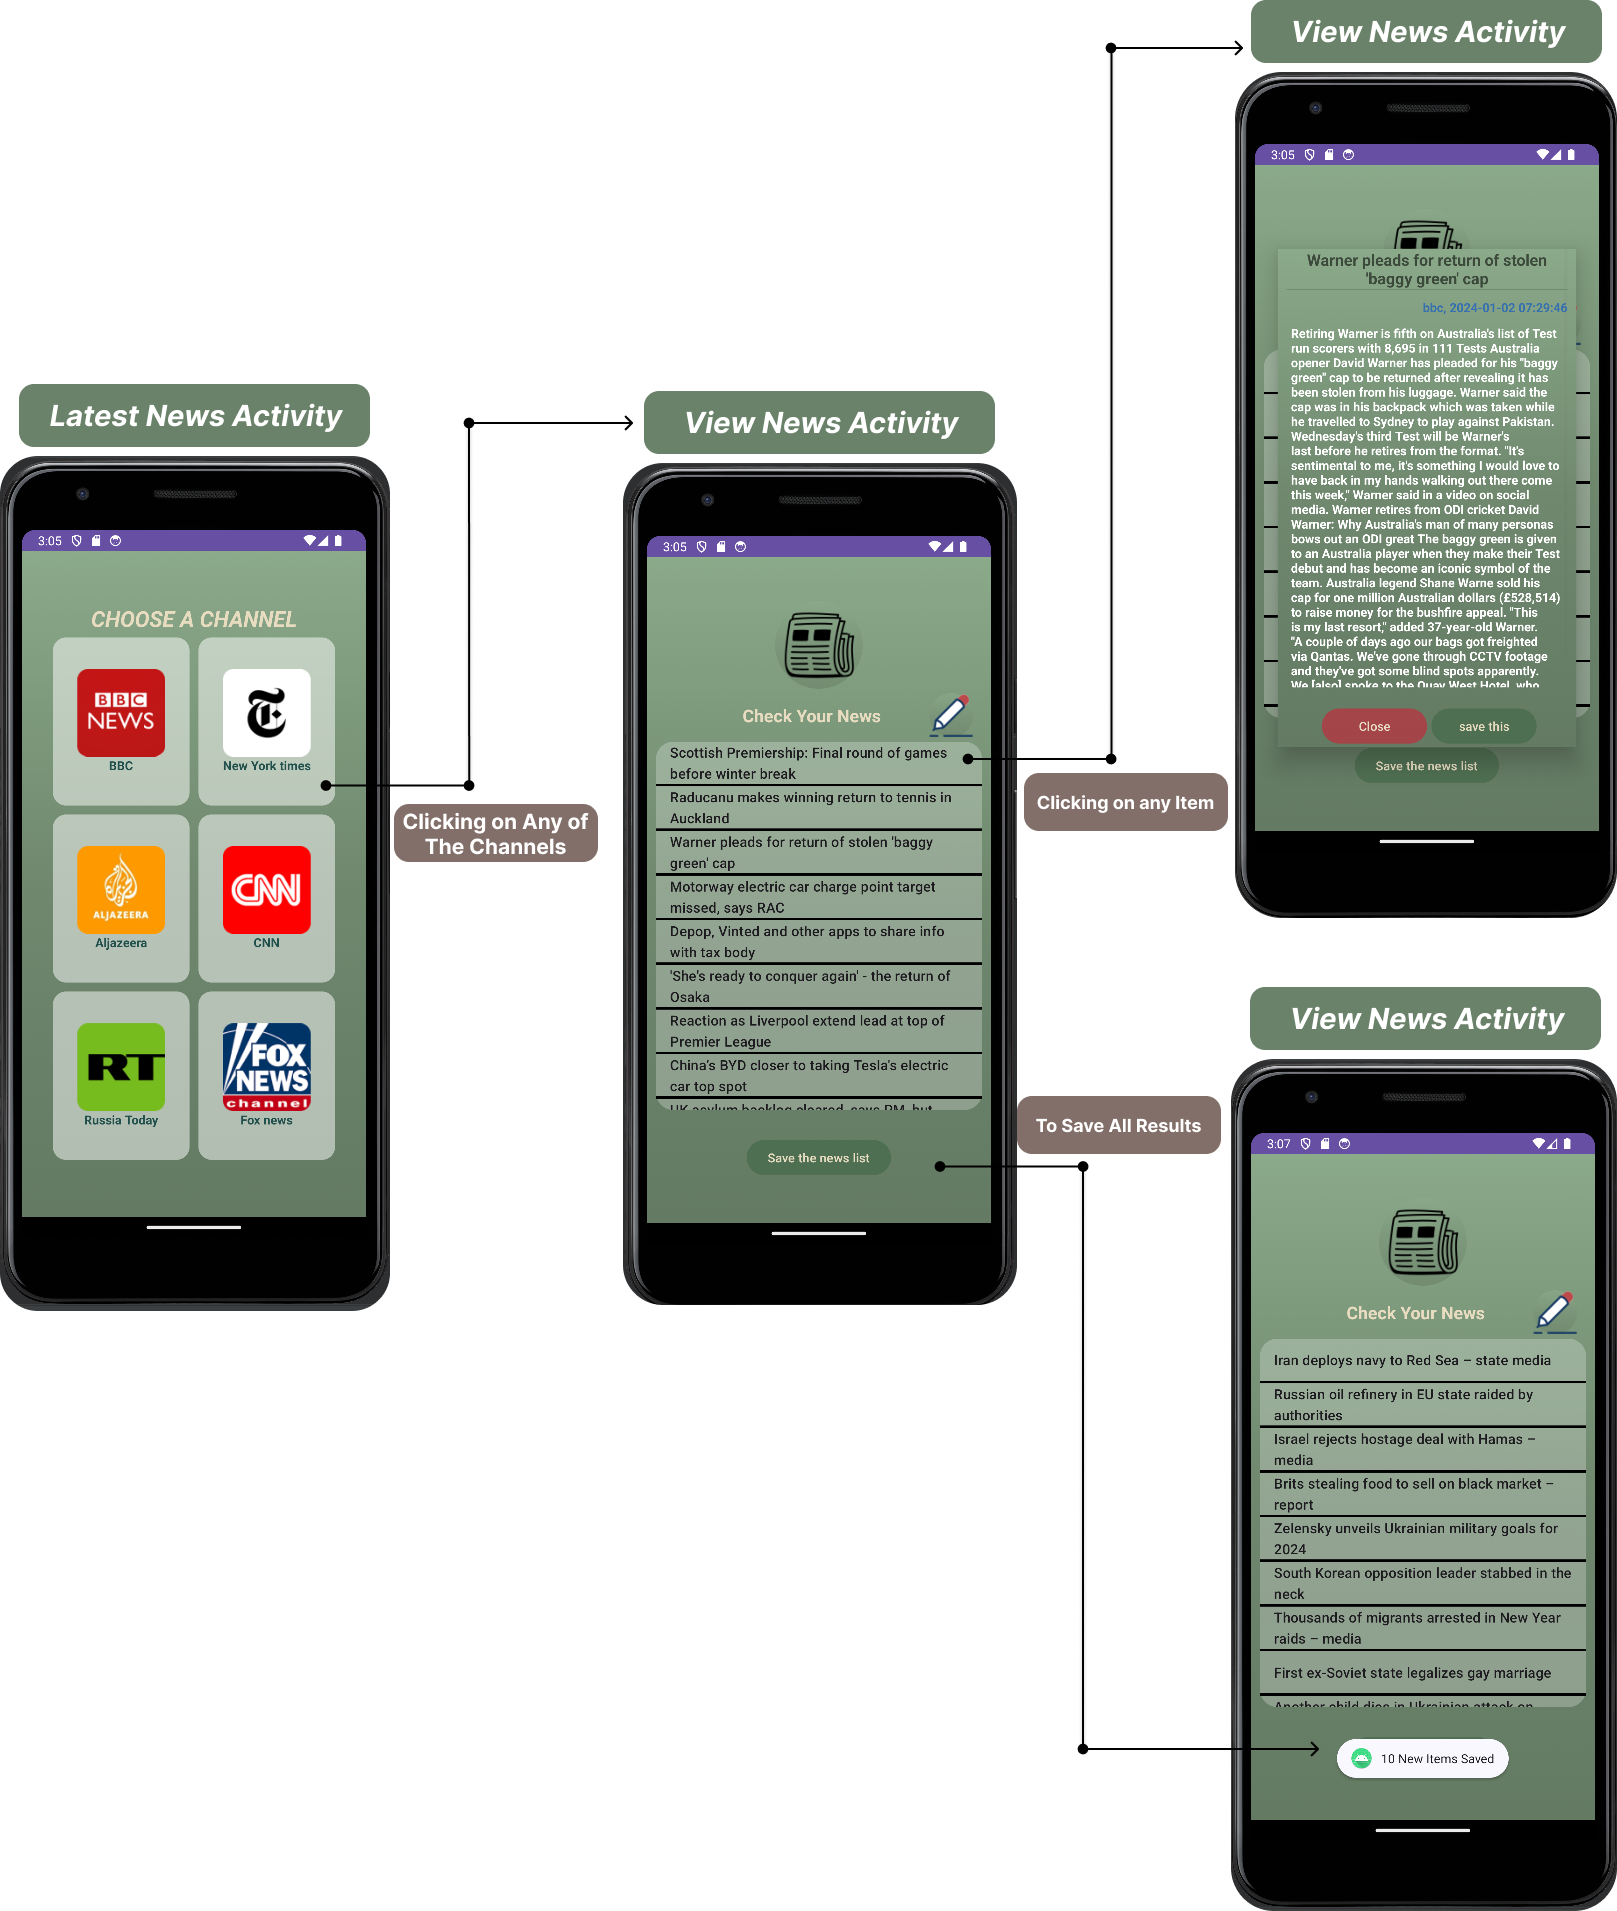 Latest News Activity
3:05
CHOOSE A CHANNEL
BBC
NEWS
BBC
New York times
ALJAZEERA
Aljazeera
CNN
CNN
RT
Russia Today
FOX
NEWS
channel
Fox news
Clicking on Any of
The Channels
View News Activity
3:05
Check Your News
Scottish Premiership: Final round of games
before winter break
Raducanu makes winning return to tennis in
Auckland
Warner pleads for return of stolen 'baggy
green' cap
Motorway electric car charge point target
missed, says RAC
Depop, Vinted and other apps to share info
with tax body
'She's ready to conquer again' - the return of
Osaka
Reaction as Liverpool extend lead at top of
Premier League
China's BYD closer to taking Tesla's electric
car top spot
UK asylum backlog cleared, says PM, but
Save the news list
Clicking on any Item
To Save All Results
View News Activity
3:05
Warner pleads for return of stolen
'baggy green' cap
bbc, 2024-01-02 07:29:46
Retiring Warner is fifth on Australia's list of Test
run scorers with 8,695 in 111 Tests Australia
opener David Warner has pleaded for his "baggy
green" cap to be returned after revealing it has
been stolen from his luggage. Warner said the
cap was in his backpack which was taken while
he travelled to Sydney to play against Pakistan.
Wednesday's third Test will be Warner's
last before he retires from the format. "It's
sentimental to me, it's something I would love to
have back in my hands walking out there come
this week," Warner said in a video on social
media. Warner retires from ODI cricket David
Warner: Why Australia's man of many personas
bows out an ODI great The baggy green is given
to an Australia player when they make their Test
debut and has become an iconic symbol of the
team. Australia legend Shane Warne sold his
cap for one million Australian dollars (£528,514)
to raise money for the bushfire appeal. "This
is my last resort," added 37-year-old Warner.
"A couple of days ago our bags got freighted
via Qantas. We've gone through CCTV footage
and they've got some blind spots apparently.
We [also] spoke to the Quay West Hotel, who
Close
save this
Save the news list
View News Activity
3:07
Check Your News
Iran deploys navy to Red Sea – state media
Russian oil refinery in EU state raided by
authorities
Israel rejects hostage deal with Hamas –
media
Brits stealing food to sell on black market –
report
Zelensky unveils Ukrainian military goals for
2024
South Korean opposition leader stabbed in the
neck
Thousands of migrants arrested in New Year
raids – media
First ex-Soviet state legalizes gay marriage
Another child dies in Ukrainian attack on
10 New Items Saved